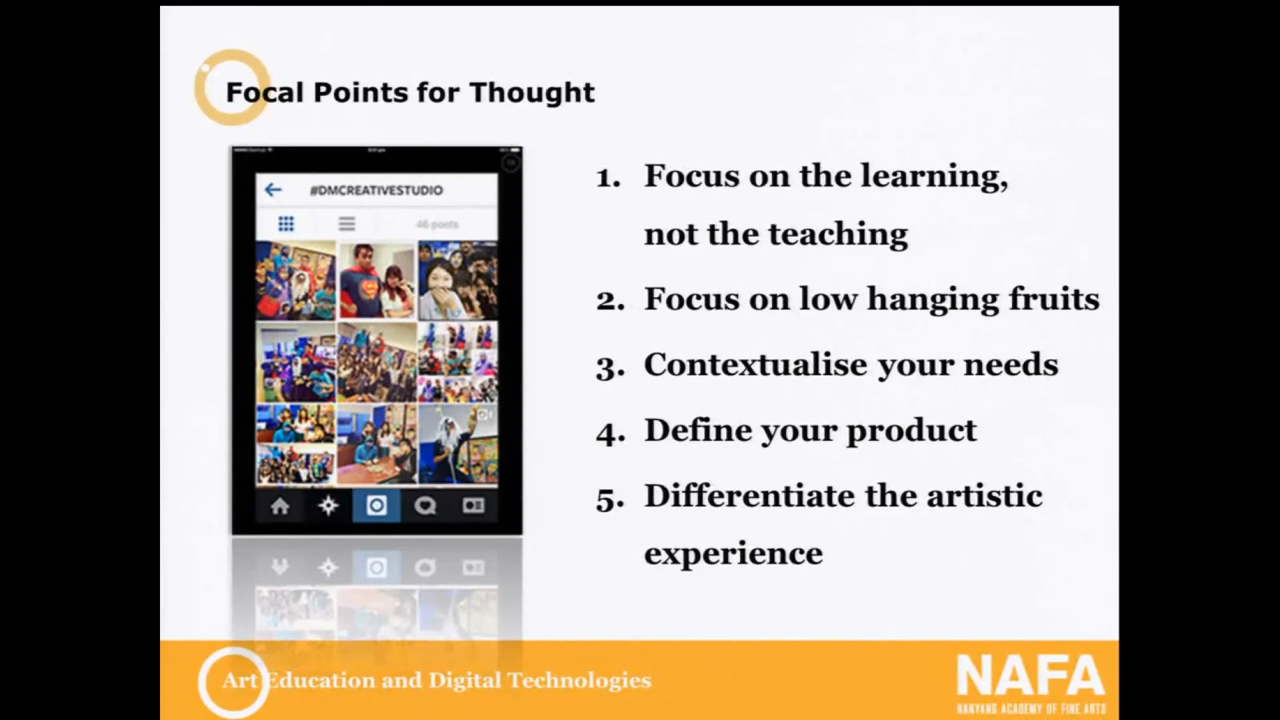 Focal Points for Thought
#DMCREATIVESTUDIO
46 posts
1. Focus on the learning,
not the teaching
2. Focus on low hanging fruits
3. Contextualise your needs
4. Define your product
5. Differentiate the artistic
experience
Art Education and Digital Technologies
NAFA
NANYANG ACADEMY OF FINE ARTS